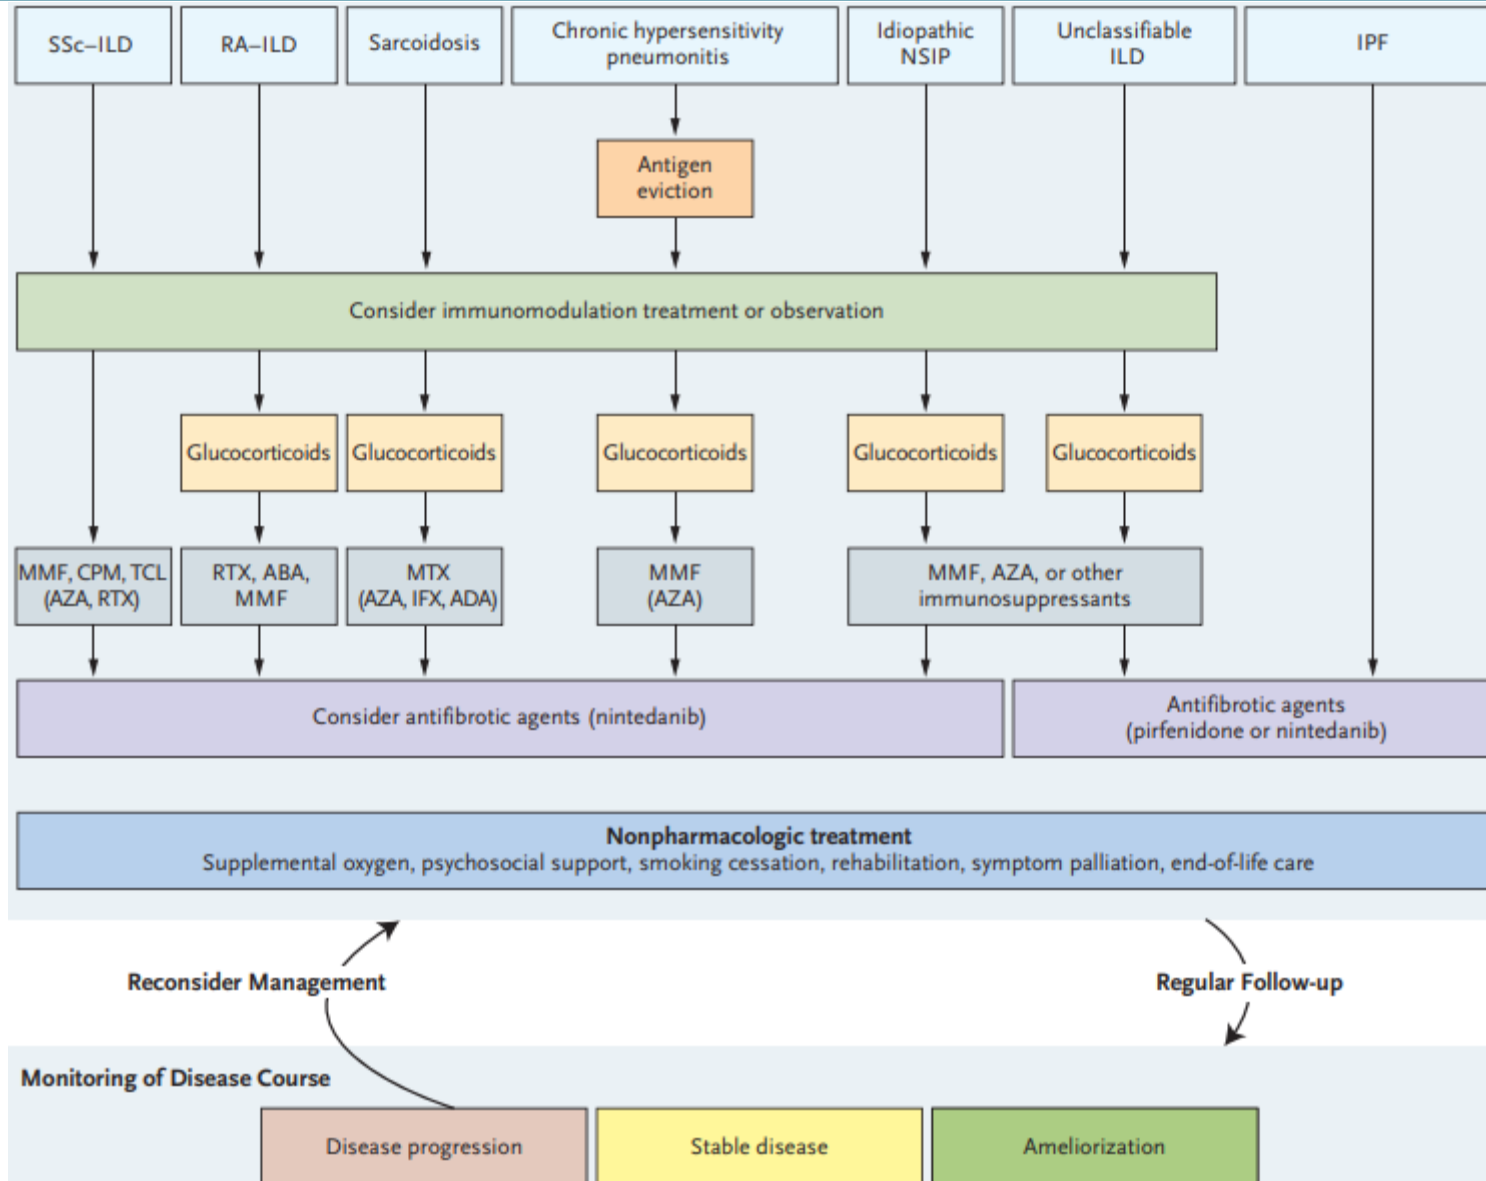 SSc–ILD
RA–ILD
Sarcoidosis
Chronic hypersensitivity
pneumonitis
Idiopathic
NSIP
Unclassifiable
ILD
IPF
Antigen
eviction
Consider immunomodulation treatment or observation
Glucocorticoids
Glucocorticoids
Glucocorticoids
Glucocorticoids
Glucocorticoids
MMF, CPM, TCL
(AZA, RTX)
RTX, ABA,
MMF
MTX
(AZA, IFX, ADA)
MMF
(AZA)
MMF, AZA, or other
immunosuppressants
Consider antifibrotic agents (nintedanib)
Antifibrotic agents
(pirfenidone or nintedanib)
Nonpharmacologic treatment
Supplemental oxygen, psychosocial support, smoking cessation, rehabilitation, symptom palliation, end-of-life care
Reconsider Management
Regular Follow-up
Monitoring of Disease Course
Disease progression
Stable disease
Ameliorization